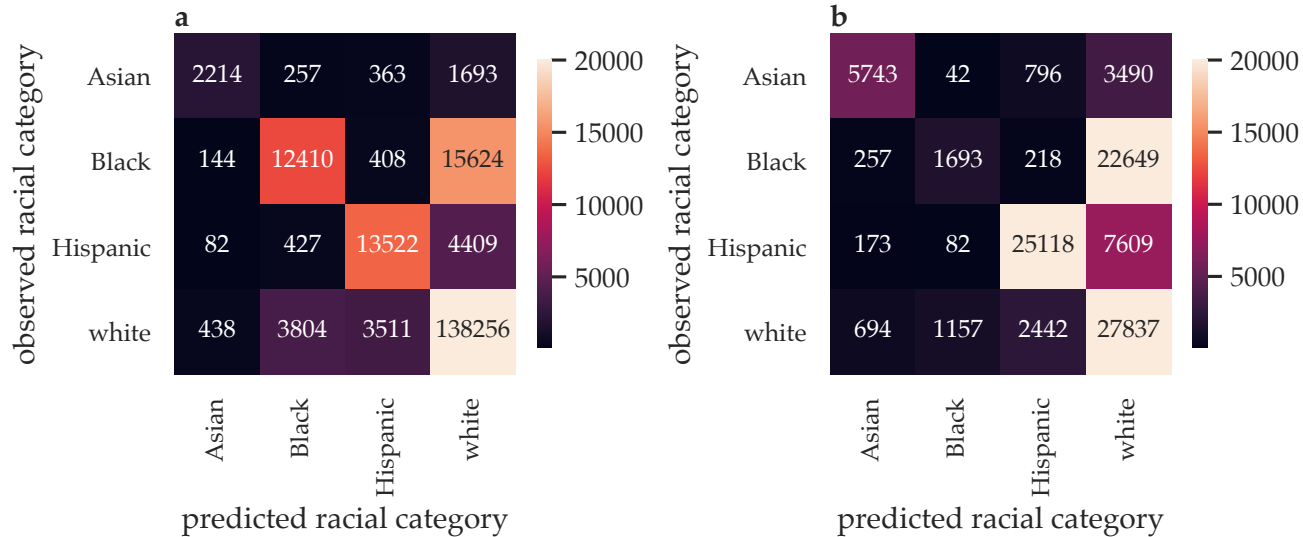 a
observed racial category
Asian 2214 257 363 1693
Black 144 12410 408 15624
Hispanic 82 427 13522 4409
white 438 3804 3511 138256
Asian Black Hispanic white
predicted racial category
20000
15000
10000
5000
b
observed racial category
Asian 5743 42 796 3490
Black 257 1693 218 22649
Hispanic 173 82 25118 7609
white 694 1157 2442 27837
Asian Black Hispanic white
predicted racial category
20000
15000
10000
5000